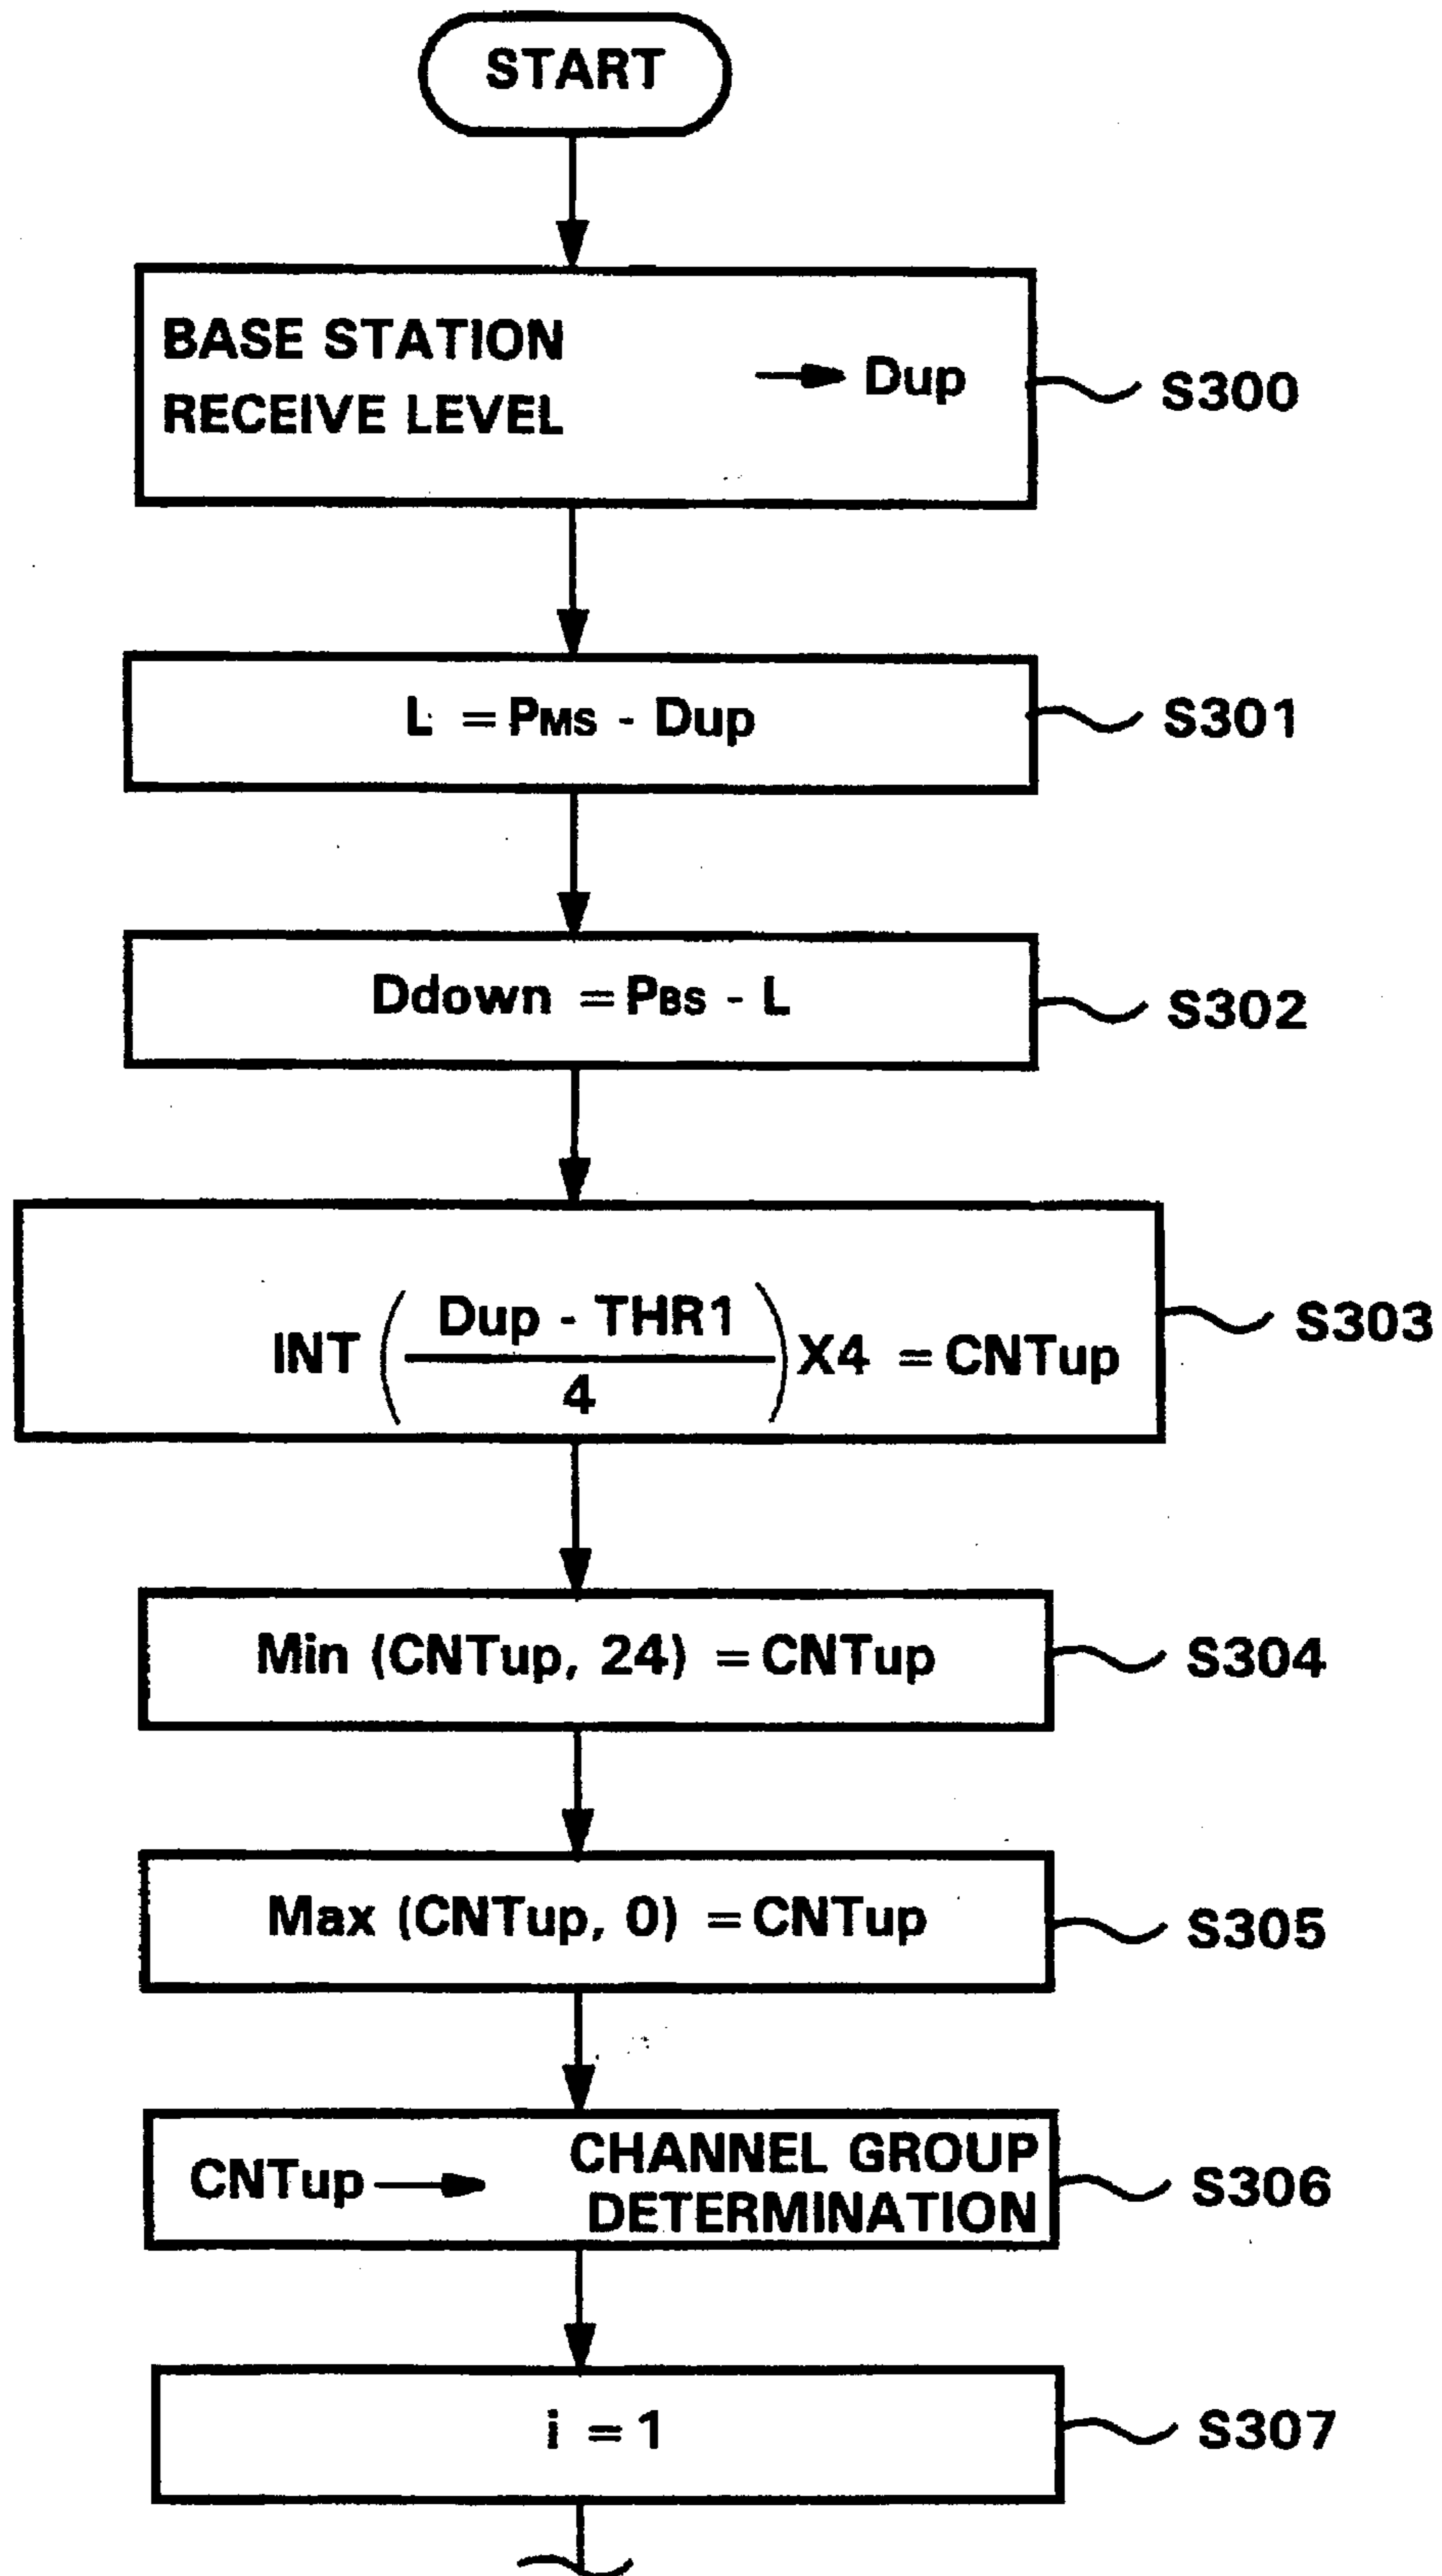 START
BASE STATION
RECEIVE LEVEL → Dup
S300
L = PMS - Dup
S301
Ddown = PBS - L
S302
INT ( Dup - THR1 / 4 ) X4 = CNTup
S303
Min (CNTup, 24) = CNTup
S304
Max (CNTup, 0) = CNTup
S305
CNTup → CHANNEL GROUP
DETERMINATION
S306
i = 1
S307